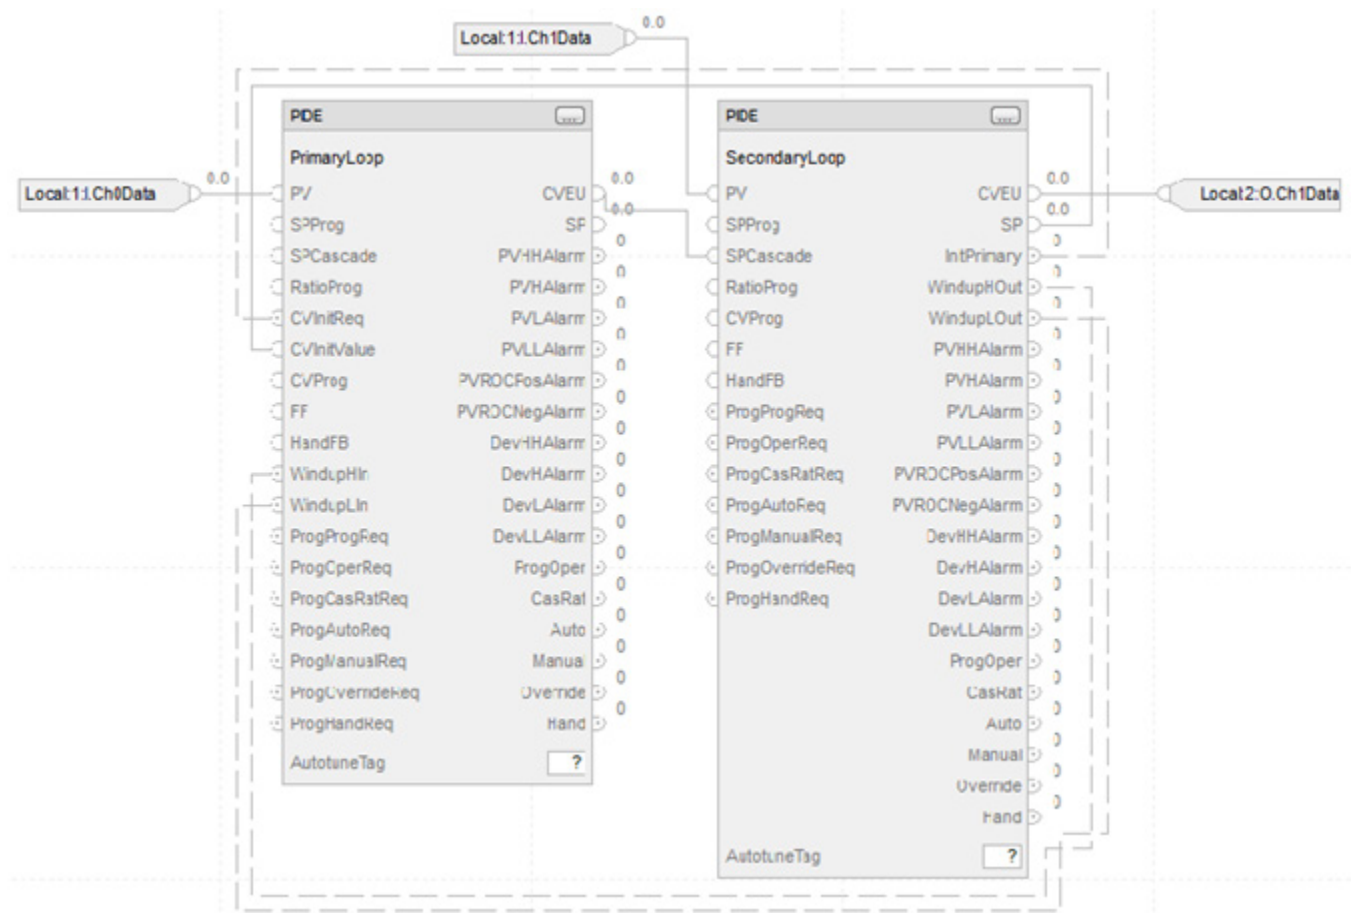 0.0
Local:1:I.Ch1Data
PIDE
...
PIDE
...
PrimaryLoop
SecondaryLoop
Local:1:I.Ch0Data
0.0
PV
CVEU
0.0
PV
CVEU
0.0
Local:2:O.Ch1Data
SPProg
SP
0.0
SPProg
SP
0.0
SPCascade
PVHHAlarm
0
SPCascade
IntPrimary
0
RatioProg
PVHAlarm
0
RatioProg
WindupHOut
0
CVInitReq
PVLAlarm
0
CVProg
WindupLOut
0
CVInitValue
PVLLAlarm
0
FF
PVHHAlarm
0
CVProg
PVROCPosAlarm
0
HandFB
PVHAlarm
0
FF
PVROCNegAlarm
0
ProgProgReq
PVLAlarm
0
HandFB
DevHHAlarm
0
ProgOperReq
PVLLAlarm
0
WindupHIn
DevHAlarm
0
ProgCasRatReq
PVROCPosAlarm
0
WindupLIn
DevLAlarm
0
ProgAutoReq
PVROCNegAlarm
0
ProgProgReq
DevLLAlarm
0
ProgManualReq
DevHHAlarm
0
ProgOperReq
ProgOper
0
ProgOverrideReq
DevHAlarm
0
ProgCasRatReq
CasRat
0
ProgHandReq
DevLAlarm
0
ProgAutoReq
Auto
0
DevLLAlarm
0
ProgManualReq
Manual
0
ProgOper
0
ProgOverrideReq
Override
0
CasRat
0
ProgHandReq
Hand
0
Auto
0
AutotuneTag
?
Manual
0
Override
0
Hand
0
AutotuneTag
?